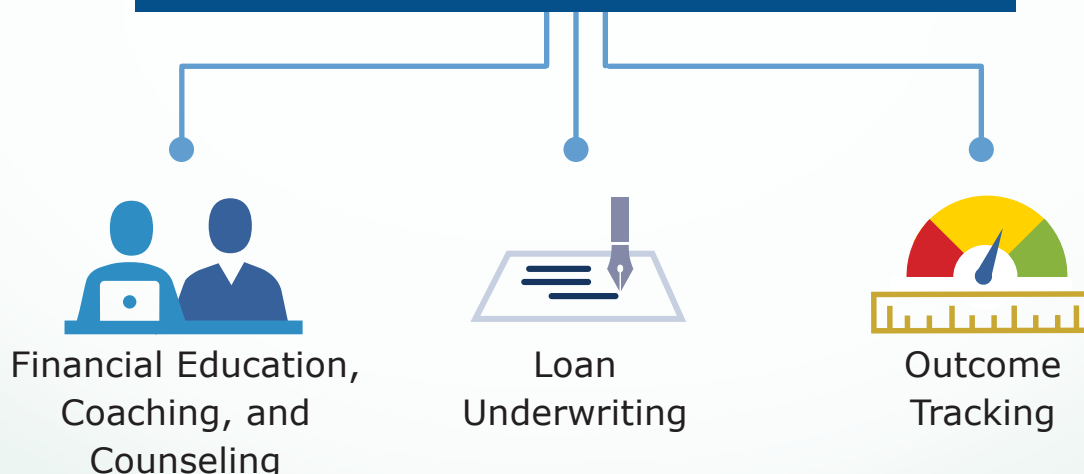 Financial Education,
Coaching, and
Counseling
Loan
Underwriting
Outcome
Tracking